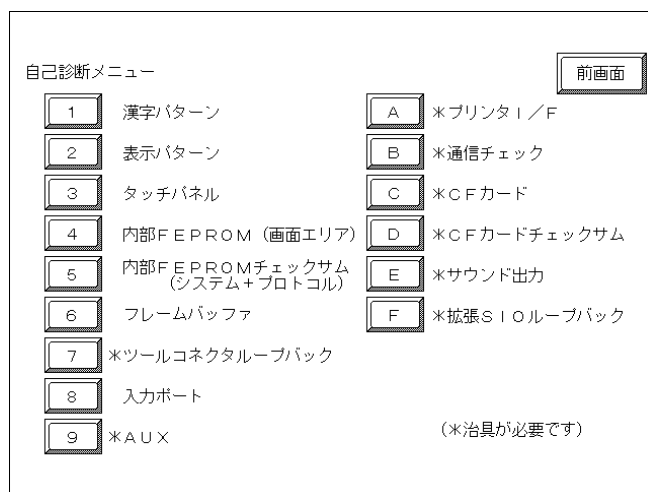 自己診断メニュー
前画面
1 漢字パターン
2 表示パターン
3 タッチパネル
4 内部FEPROM（画面エリア）
5 内部FEPROMチェックサム
（システム＋プロトコル）
6 フレームバッファ
7 ＊ツールコネクタループバック
8 入力ポート
9 ＊AUX
A ＊プリンタI／F
B ＊通信チェック
C ＊CFカード
D ＊CFカードチェックサム
E ＊サウンド出力
F ＊拡張SIOループバック
（＊治具が必要です）